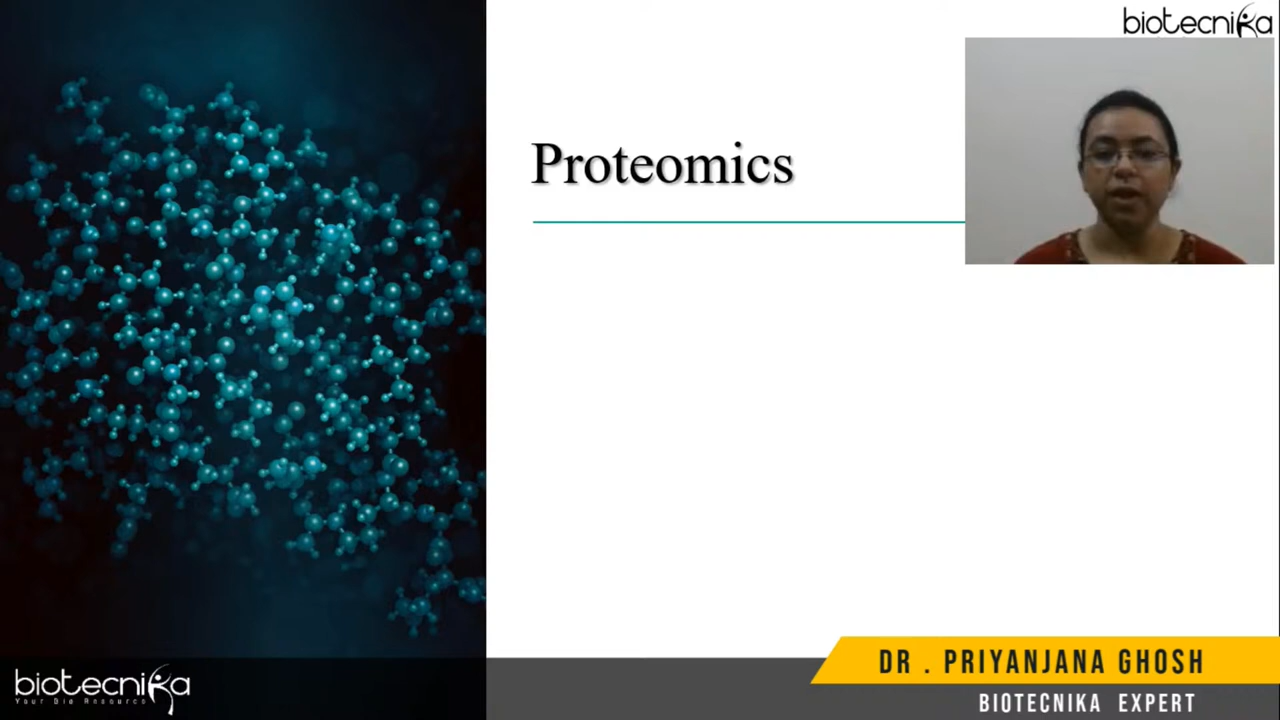 biotecnika
Proteomics
biotecnika
Your Bio Resource
DR . PRIYANJANA GHOSH
BIOTECNIKA EXPERT